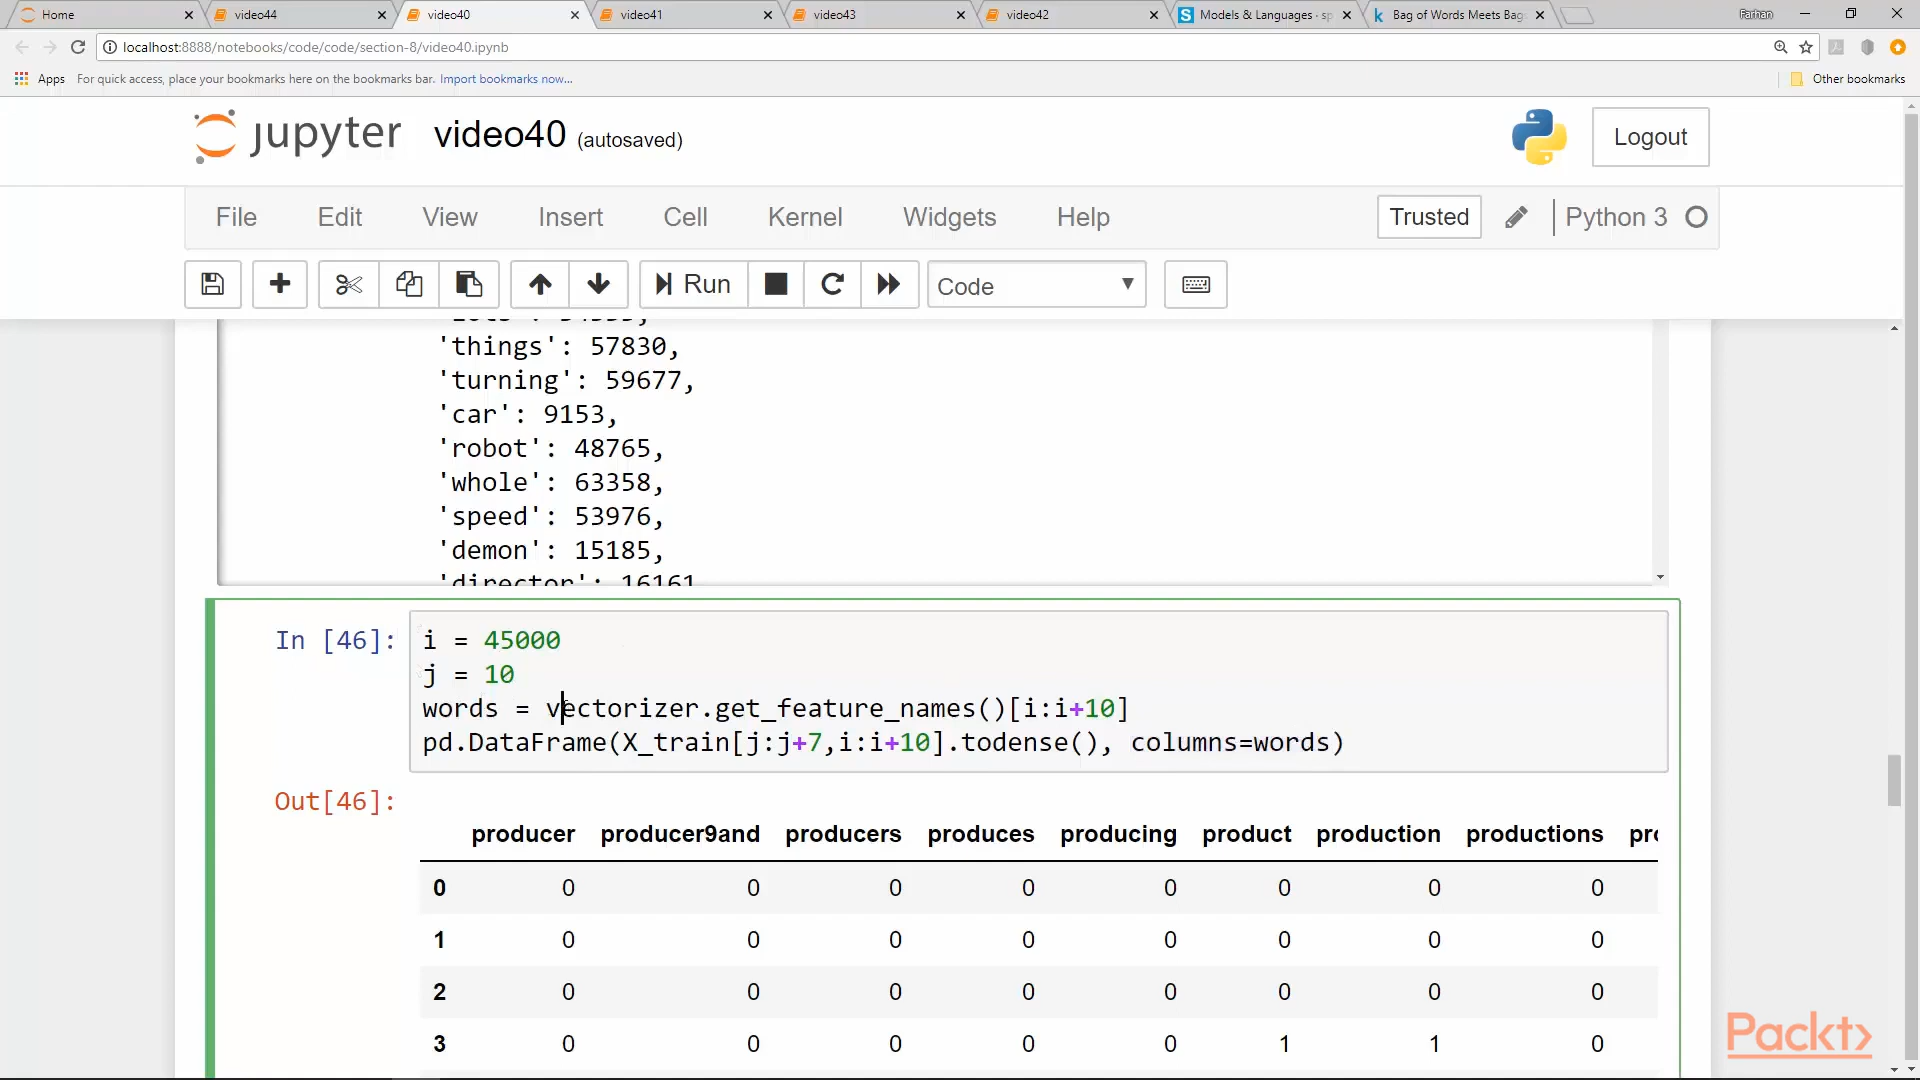 Home
video44
video40
video41
video43
video42
Models & Languages · sp
Bag of Words Meets Bag
Farhan
localhost:8888/notebooks/code/code/section-8/video40.ipynb
Apps For quick access, place your bookmarks here on the bookmarks bar. Import bookmarks now... Other bookmarks
jupyter video40 (autosaved) Logout
File Edit View Insert Cell Kernel Widgets Help Trusted Python 3
Run Code
'things': 57830,
'turning': 59677,
'car': 9153,
'robot': 48765,
'whole': 63358,
'speed': 53976,
'demon': 15185,
'director': 16161
In [46]: i = 45000
j = 10
words = vectorizer.get_feature_names()[i:i+10]
pd.DataFrame(X_train[j:j+7,i:i+10].todense(), columns=words)
Out[46]:
producer producer9and producers produces producing product production productions pro
0 0 0 0 0 0 0 0 0
1 0 0 0 0 0 0 0 0
2 0 0 0 0 0 0 0 0
3 0 0 0 0 0 1 1 0
Packt>